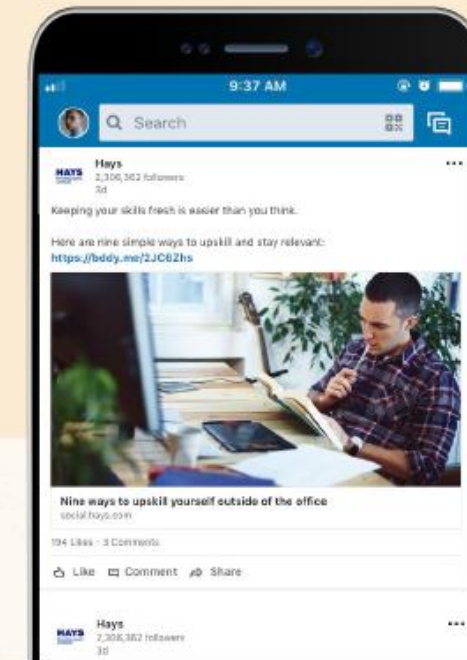 9:37 AM
Search
HAYS
Hays
2,306,362 followers
3d
Keeping your skills fresh is easier than you think.
Here are nine simple ways to upskill and stay relevant:
https://bddy.me/2JC6Zhs
Nine ways to upskill yourself outside of the office
social.hays.com
194 Likes · 3 Comments
Like Comment Share
HAYS
Hays
2,306,362 followers
3d